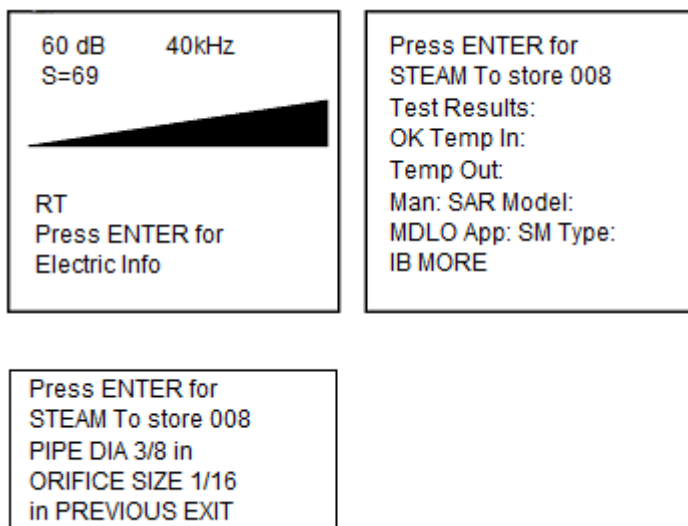 60 dB 40kHz
S=69
RT
Press ENTER for
Electric Info
Press ENTER for
STEAM To store 008
Test Results:
OK Temp In:
Temp Out:
Man: SAR Model:
MDLO App: SM Type:
IB MORE
Press ENTER for
STEAM To store 008
PIPE DIA 3/8 in
ORIFICE SIZE 1/16
in PREVIOUS EXIT